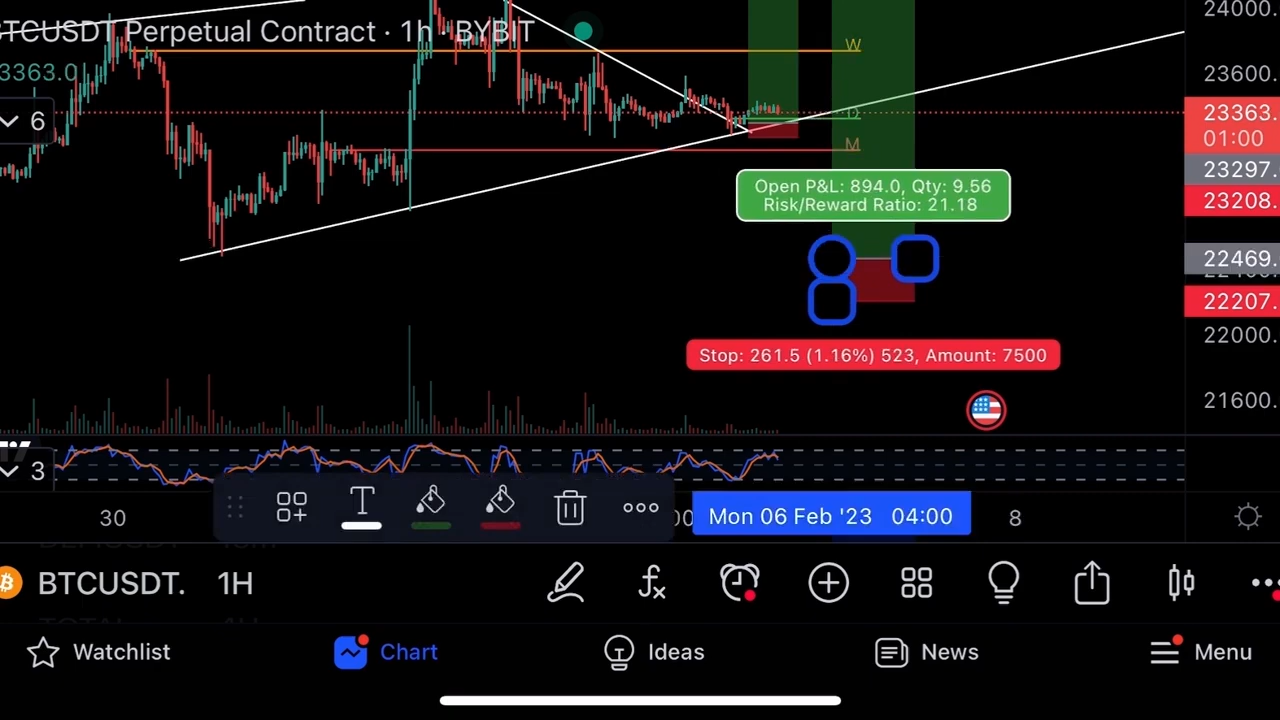 BTCUSDT Perpetual Contract · 1h · BYBIT
23363.0
6
W
D
M
24000.
23600.
23363.
01:00
23297.
23208.
22469.
22207.
22000.
21600.
Open P&L: 894.0, Qty: 9.56
Risk/Reward Ratio: 21.18
Stop: 261.5 (1.16%) 523, Amount: 7500
3
30
Mon 06 Feb '23 04:00
8
T
BTCUSDT. 1H
Watchlist
Chart
Ideas
News
Menu